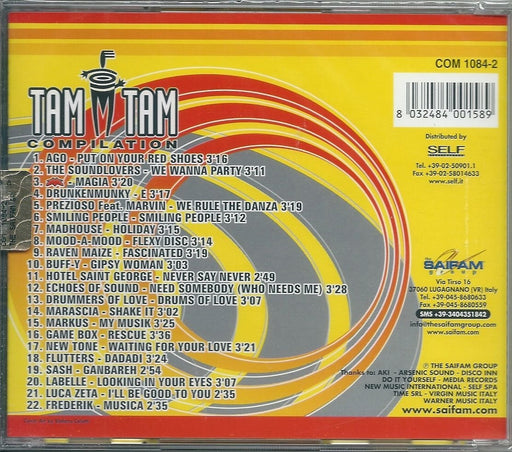 COM 1084-2
TAM TAM
COMPILATION
8 032484 001589
Distributed by
SELF
Tel. +39-02-50901.1
Fax +39-02-58014633
www.self.it
1. AGO - PUT ON YOUR RED SHOES 3'16
2. THE SOUNDLOVERS - WE WANNA PARTY 3'11
3. - MAGIA 3'20
4. DRUNKENMUNKY - E 3'17
5. PREZIOSO Feat. MARVIN - WE RULE THE DANZA 3'19
6. SMILING PEOPLE - SMILING PEOPLE 3'12
7. MADHOUSE - HOLIDAY 3'15
8. MOOD-A-MOOD - FLEXY DISC 3'14
9. RAVEN MAIZE - FASCINATED 3'19
10. BUFF-Y - GIPSY WOMAN 3'03
11. HOTEL SAINT GEORGE - NEVER SAY NEVER 2'49
12. ECHOES OF SOUND - NEED SOMEBODY (WHO NEEDS ME) 3'28
13. DRUMMERS OF LOVE - DRUMS OF LOVE 3'07
14. MARASCIA - SHAKE IT 3'02
15. MARKUS - MY MUSIK 3'25
16. GAME BOX - RESCUE 3'36
17. NEW TONE - WAITING FOR YOUR LOVE 3'21
18. FLUTTERS - DADADI 3'24
19. SASH - GANBAREH 2'54
20. LABELLE - LOOKING IN YOUR EYES 3'07
21. LUCA ZETA - I'LL BE GOOD TO YOU 2'35
22. FREDERIK - MUSICA 2'35
The
SAIFAM
group
Via Tirso 16
37060 LUGAGNANO (VR) Italy
Tel. +39-045-8680633
Fax +39-045-8680559
SMS +39-3404351842
info@thesaifamgroup.com
www.saifam.com
℗ THE SAIFAM GROUP
Thanks to: AKI - ARSENIC SOUND - DISCO INN
DO IT YOURSELF - MEDIA RECORDS
NEW MUSIC INTERNATIONAL - SELF SPA
TIME SRL - VIRGIN MUSIC ITALY
WARNER MUSIC ITALY
www.saifam.com